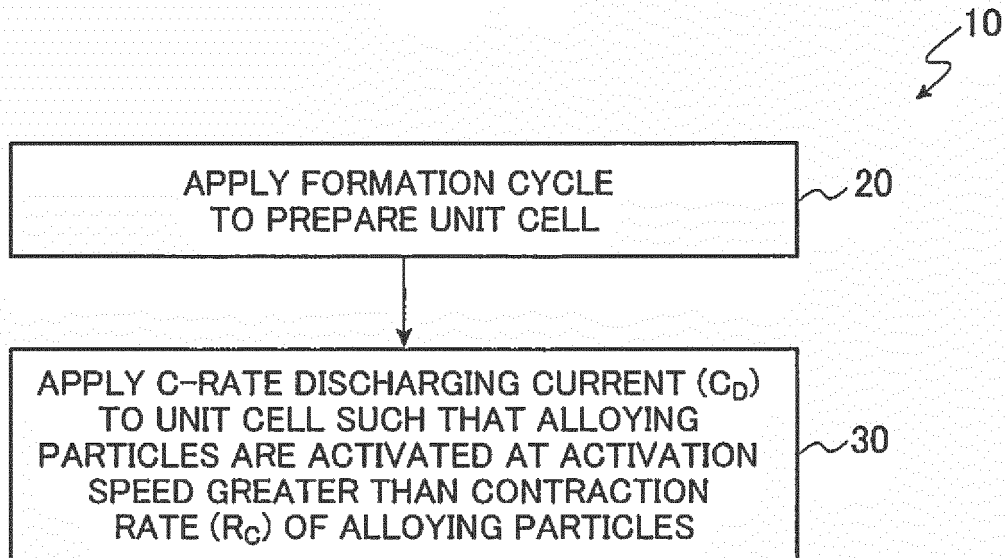 10
APPLY FORMATION CYCLE
TO PREPARE UNIT CELL
20
APPLY C-RATE DISCHARGING CURRENT (C_D)
TO UNIT CELL SUCH THAT ALLOYING
PARTICLES ARE ACTIVATED AT ACTIVATION
SPEED GREATER THAN CONTRACTION
RATE (R_C) OF ALLOYING PARTICLES
30